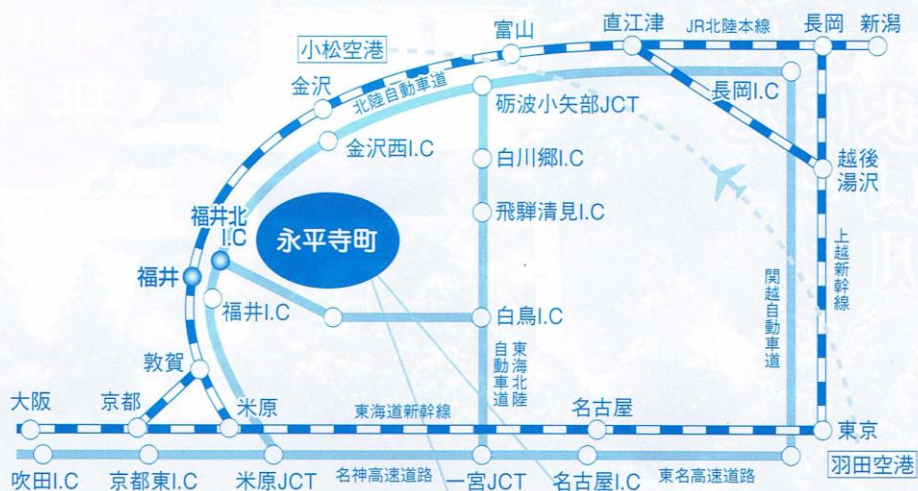 富山
直江津
JR北陸本線
長岡
新潟
小松空港
金沢
北陸自動車道
砺波小矢部JCT
長岡I.C
金沢西I.C
白川郷I.C
越後
湯沢
福井北
I.C
永平寺町
飛騨清見I.C
上越新幹線
関越自動車道
福井
福井I.C
白鳥I.C
東海北陸
自動車道
敦賀
大阪
京都
米原
東海道新幹線
名古屋
東京
羽田空港
吹田I.C
京都東I.C
米原JCT
名神高速道路
一宮JCT
名古屋I.C
東名高速道路